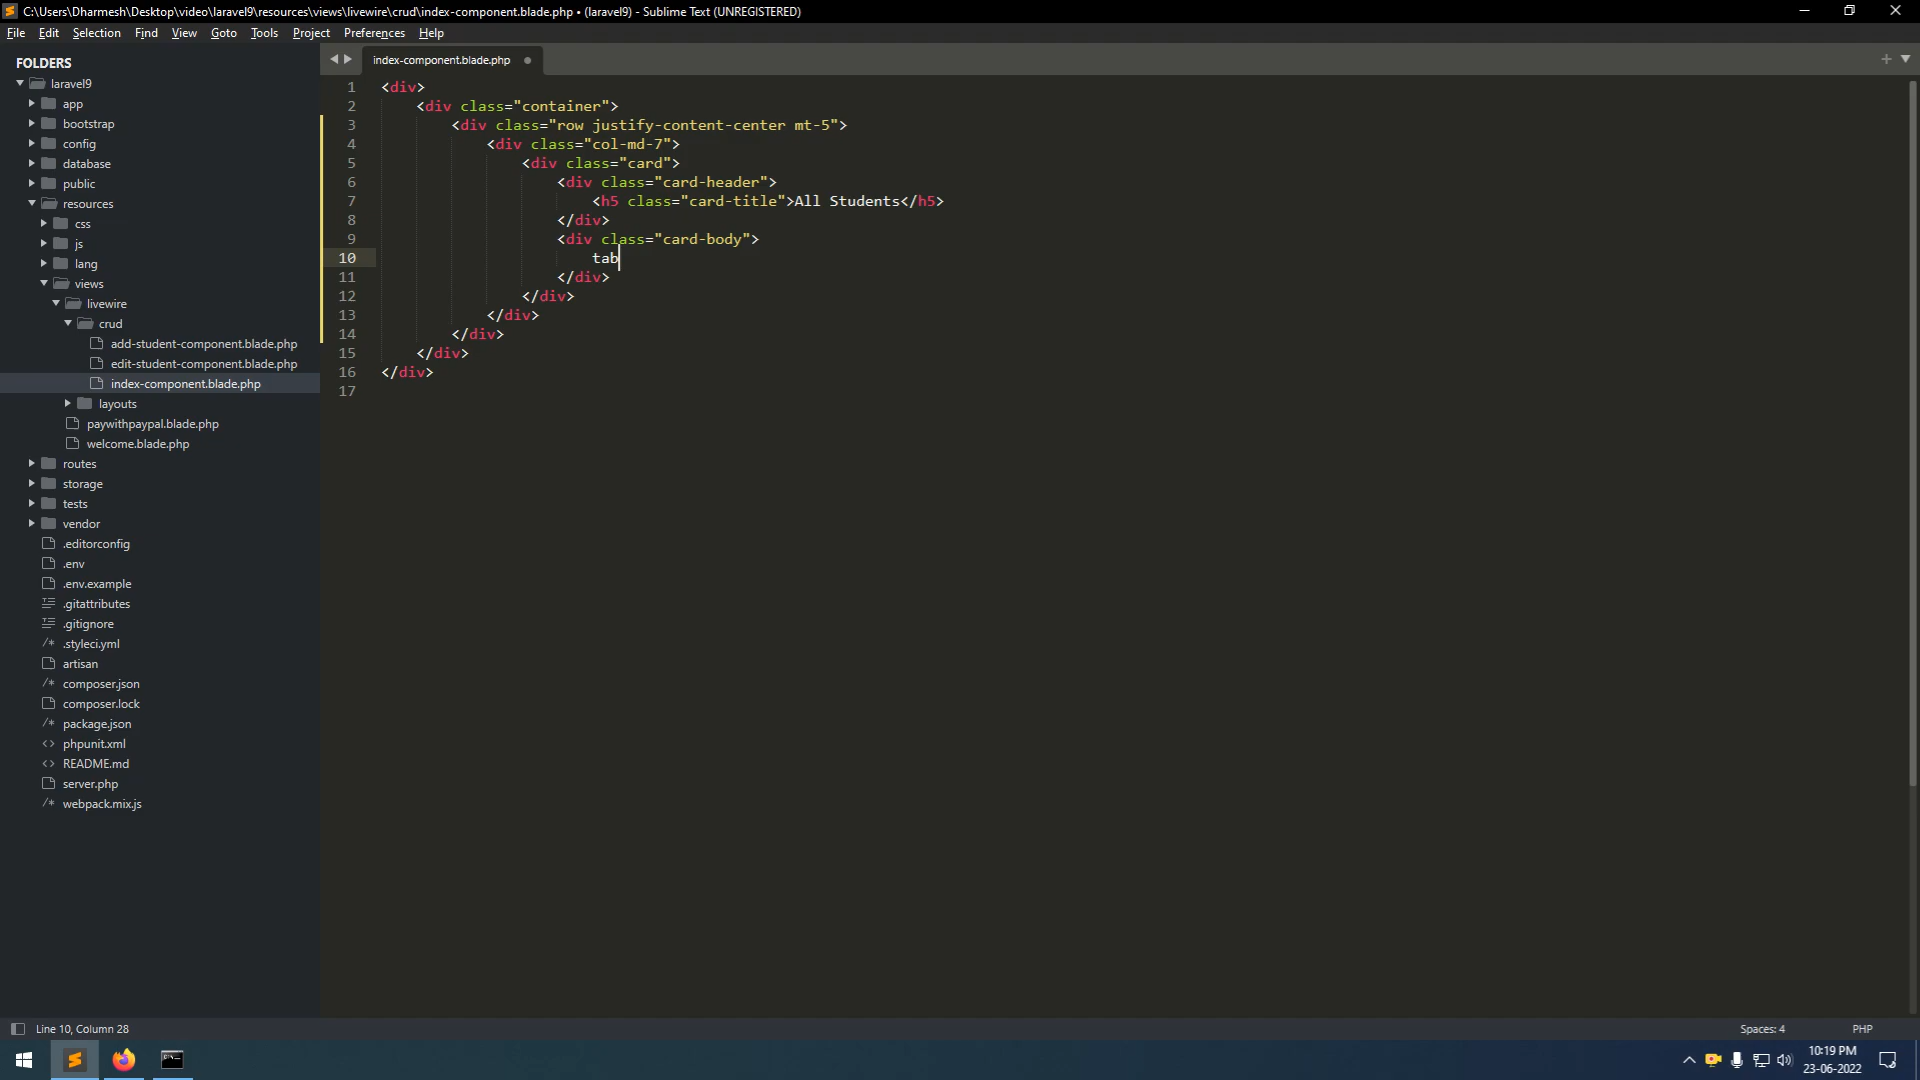 C:\Users\Dharmesh\Desktop\video\laravel9\resources\views\livewire\crud\index-component.blade.php • (laravel9) - Sublime Text (UNREGISTERED)
File Edit Selection Find View Goto Tools Project Preferences Help
FOLDERS
laravel9
app
bootstrap
config
database
public
resources
css
js
lang
views
livewire
crud
add-student-component.blade.php
edit-student-component.blade.php
index-component.blade.php
layouts
paywithpaypal.blade.php
welcome.blade.php
routes
storage
tests
vendor
.editorconfig
.env
.env.example
.gitattributes
.gitignore
/* .styleci.yml
artisan
/* composer.json
composer.lock
/* package.json
<> phpunit.xml
<> README.md
server.php
/* webpack.mix.js
index-component.blade.php
1 <div>
2 <div class="container">
3 <div class="row justify-content-center mt-5">
4 <div class="col-md-7">
5 <div class="card">
6 <div class="card-header">
7 <h5 class="card-title">All Students</h5>
8 </div>
9 <div class="card-body">
10 tab
11 </div>
12 </div>
13 </div>
14 </div>
15 </div>
16 </div>
17
Line 10, Column 28
Spaces: 4
PHP
10:19 PM
23-06-2022